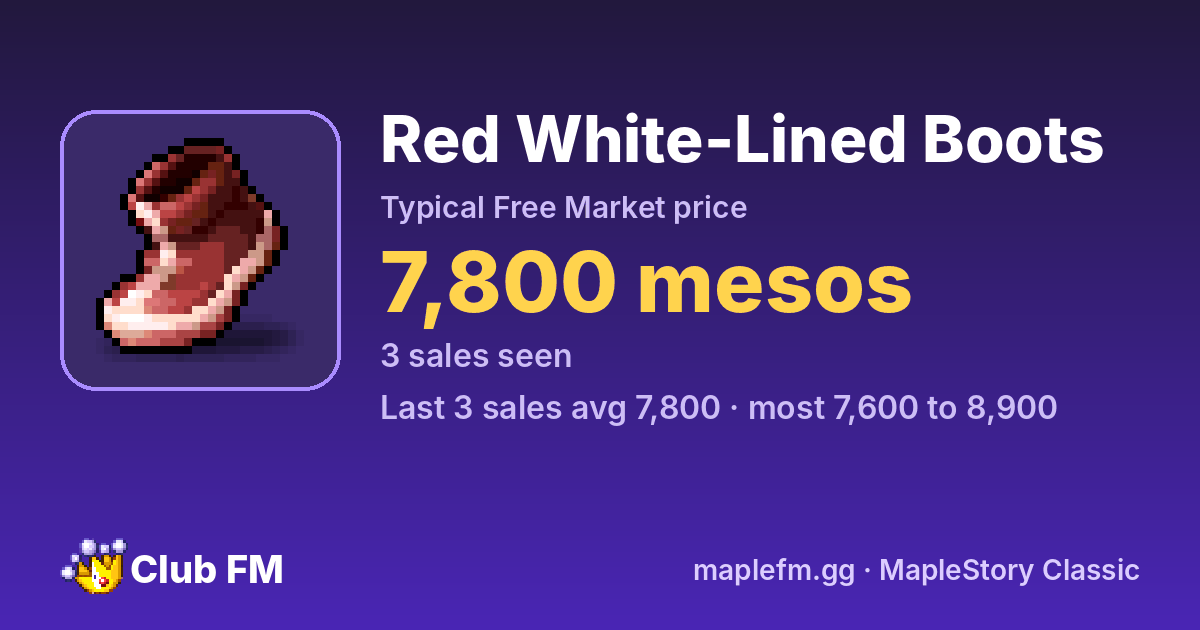 Red White-Lined Boots
Typical Free Market price
7,800 mesos
3 sales seen
Last 3 sales avg 7,800 · most 7,600 to 8,900
Club FM
maplefm.gg · MapleStory Classic